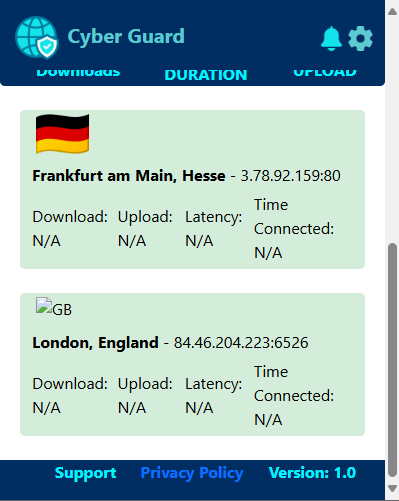 Cyber Guard
Downloads DURATION UPLOAD
Frankfurt am Main, Hesse - 3.78.92.159:80
Download: Upload: Latency: Time Connected:
N/A N/A N/A N/A
GB
London, England - 84.46.204.223:6526
Download: Upload: Latency: Time Connected:
N/A N/A N/A N/A
Support Privacy Policy Version: 1.0